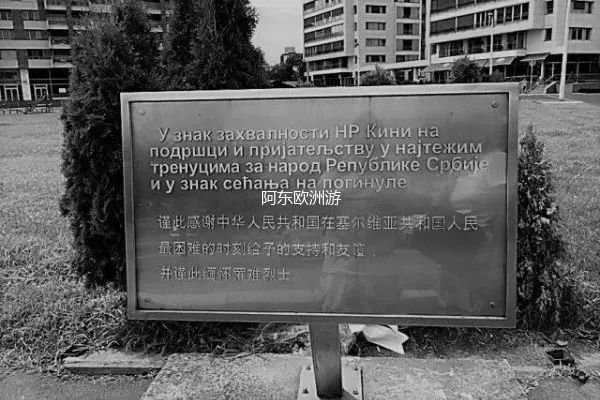 У знак захвалности НР Кини на
подршци и пријатељству у најтежим
тренуцима за народ Републике Србије
и у знак сећања на погинуле
阿东欧洲游
谨此感谢中华人民共和国在塞尔维亚共和国人民
最困难的时刻给予的支持和友谊，
并谨此缅怀罹难烈士